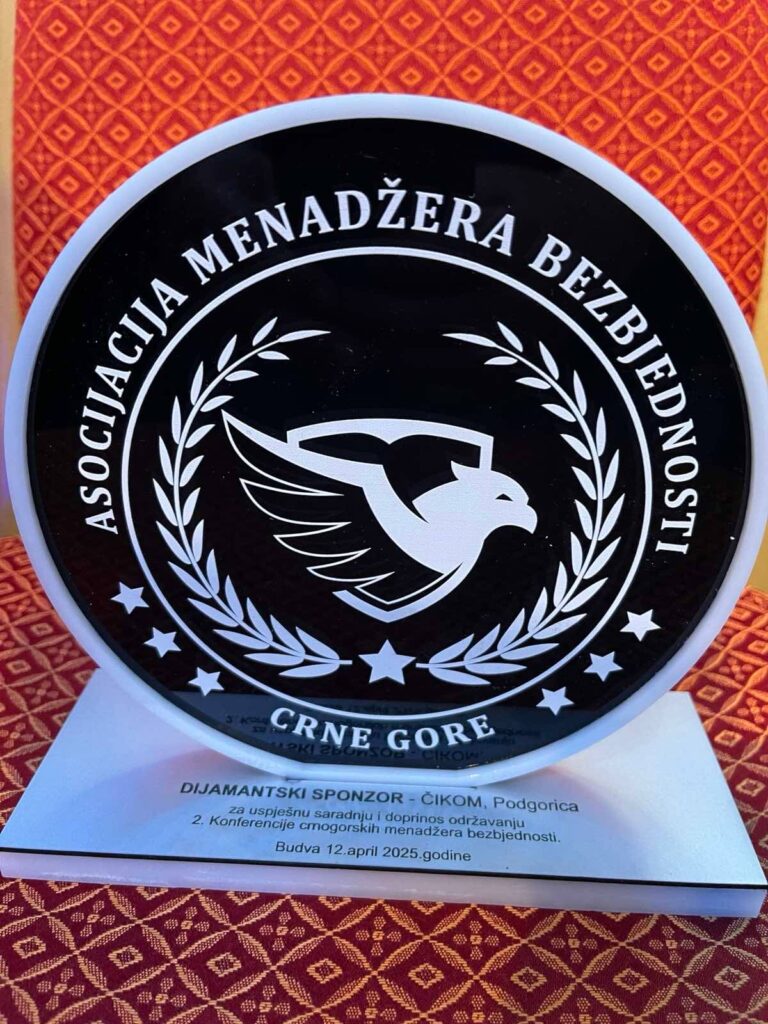 ASOCIJACIJA MENADŽERA BEZBJEDNOSTI
CRNE GORE
DIJAMANTSKI SPONZOR - ČIKOM, Podgorica
za uspješnu saradnju i doprinos održavanju
2. Konferencije crnogorskih menadžera bezbjednosti.
Budva 12.april 2025.godine